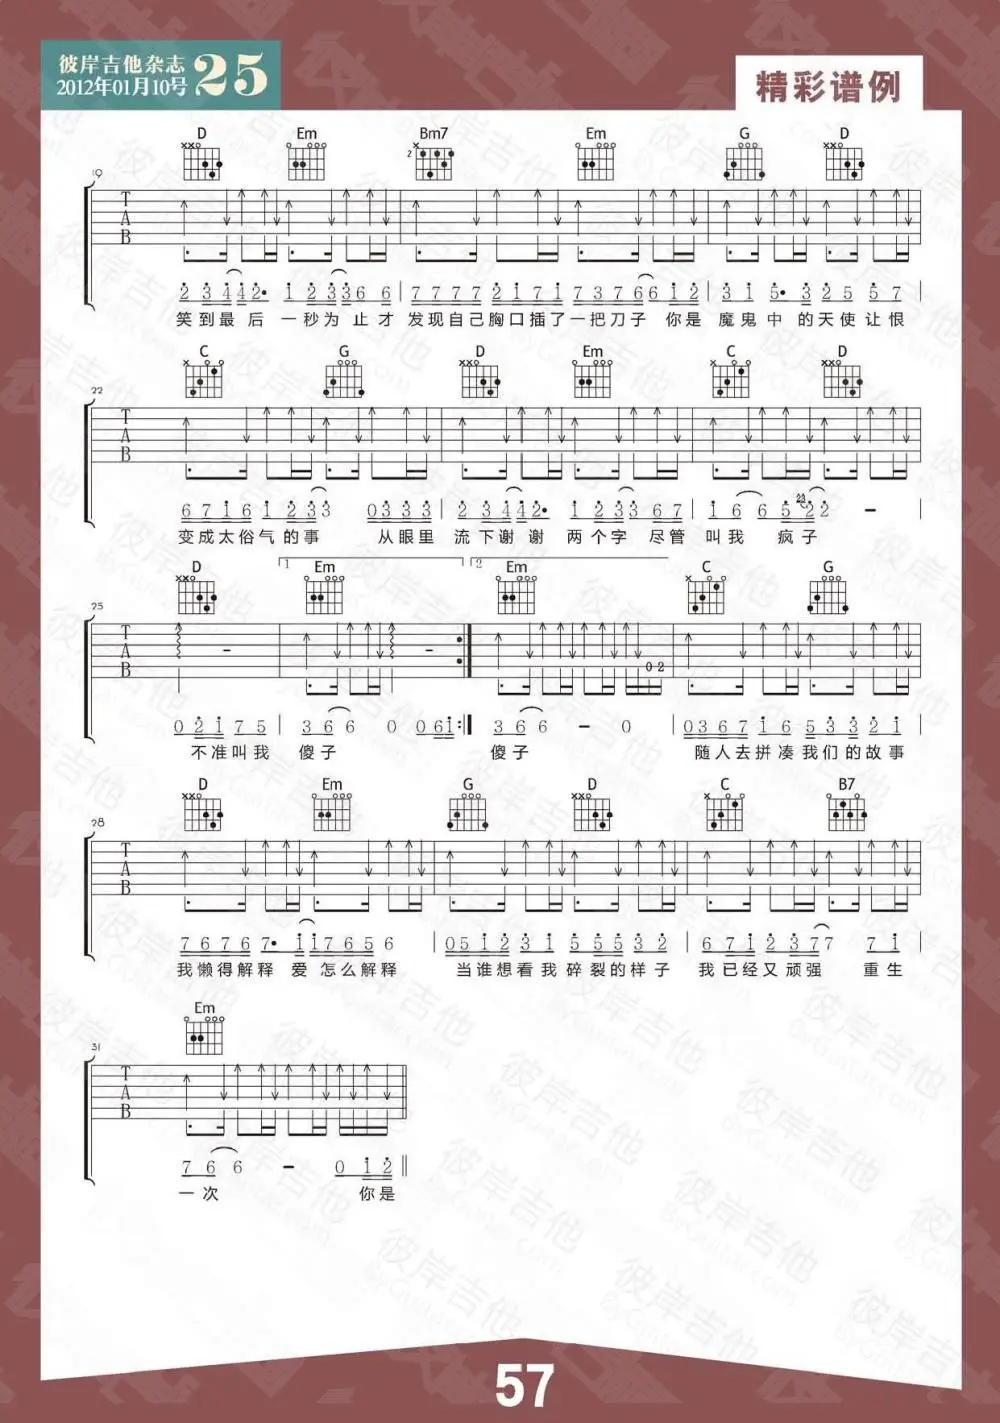 彼岸吉他杂志
2012年01月10号
25
精彩谱例
D Em Bm7 Em G D
2
19
T
A
B
2 3 4 4 2· 1 2 3 3 6 6 | 7 7 7 7 2 1 7 1 7 3 7 6 6 1 2 | 3 1 5· 3 2 5 5 7 |
笑到最后 一秒为止才 发现自己胸口插了一把刀子 你是 魔鬼中的天使让恨
C G D Em C D
22
T
A
B
6 7 1 6 1 2 3 3 0 3 3 3 | 2 3 4 4 2· 1 2 3 3 6 7 | 1 6 6 5 2 2 – |
变成太俗气的事 从眼里 流下谢谢 两个字 尽管 叫我 疯子
D Em Em C G
1 2
25
T
A
B
0 2
0 2 1 7 5 | 3 6 6 0 0 6 1 :| 3 6 6 – 0 | 0 3 6 7 1 6 5 3 3 2 1 |
不准叫我 傻子 傻子 随人去拼凑我们的故事
D Em G D C B7
28
T
A
B
7 6 7 6 7· 1 1 7 6 5 6 | 0 5 1 2 3 1 5 5 5 3 2 | 6 7 1 2 3 7 7 7 1 |
我懒得解释 爱 怎么解释 当谁想看我碎裂的样子 我已经又顽强 重生
Em
31
T
A
B
7 6 6 – 0 1 2 ||
一次 你是
57
彼岸吉他